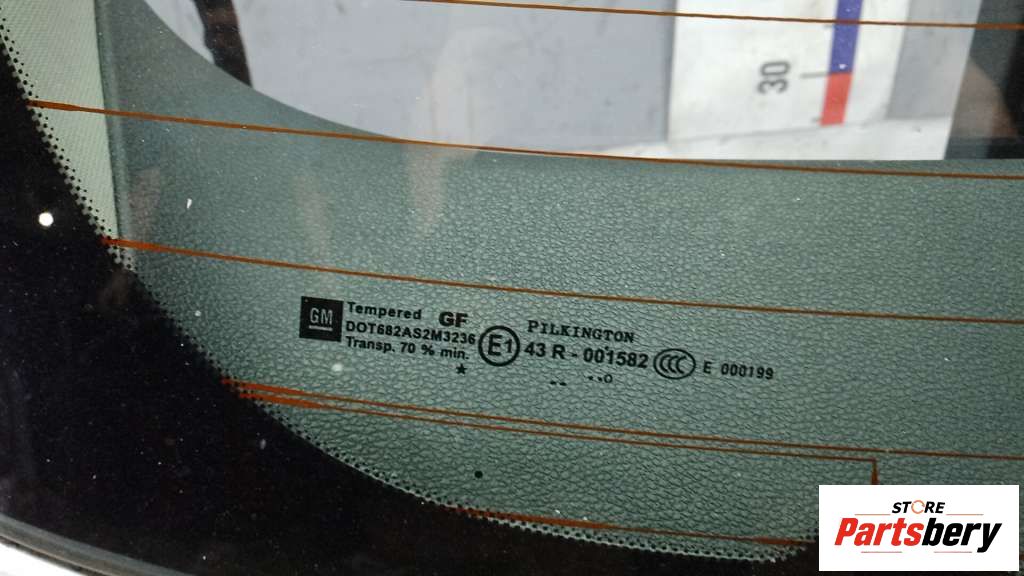 30
GM
Tempered GF
DOT682AS2M3236
Transp. 70 % min.
E1
PILKINGTON
43 R - 001582
CCC
E 000199
STORE
Partsbery